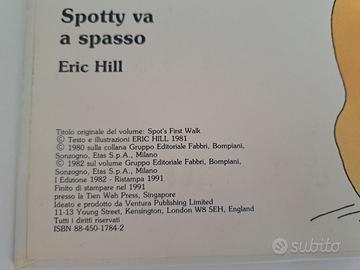 Spotty va
a spasso
Eric Hill
Titolo originale del volume: Spot's First Walk
© Testo e illustrazioni ERIC HILL 1981
© 1980 sulla collana Gruppo Editoriale Fabbri, Bompiani,
Sonzogno, Etas S.p.A., Milano
© 1982 sul volume Gruppo Editoriale Fabbri, Bompiani,
Sonzogno, Etas S.p.A., Milano
I Edizione 1982 - Ristampa 1991
Finito di stampare nel 1991
presso la Tien Wah Press, Singapore
Ideato e prodotto da Ventura Publishing Limited
11-13 Young Street, Kensington, London W8 5EH, England
Tutti i diritti riservati
ISBN 88-450-1784-2
subito